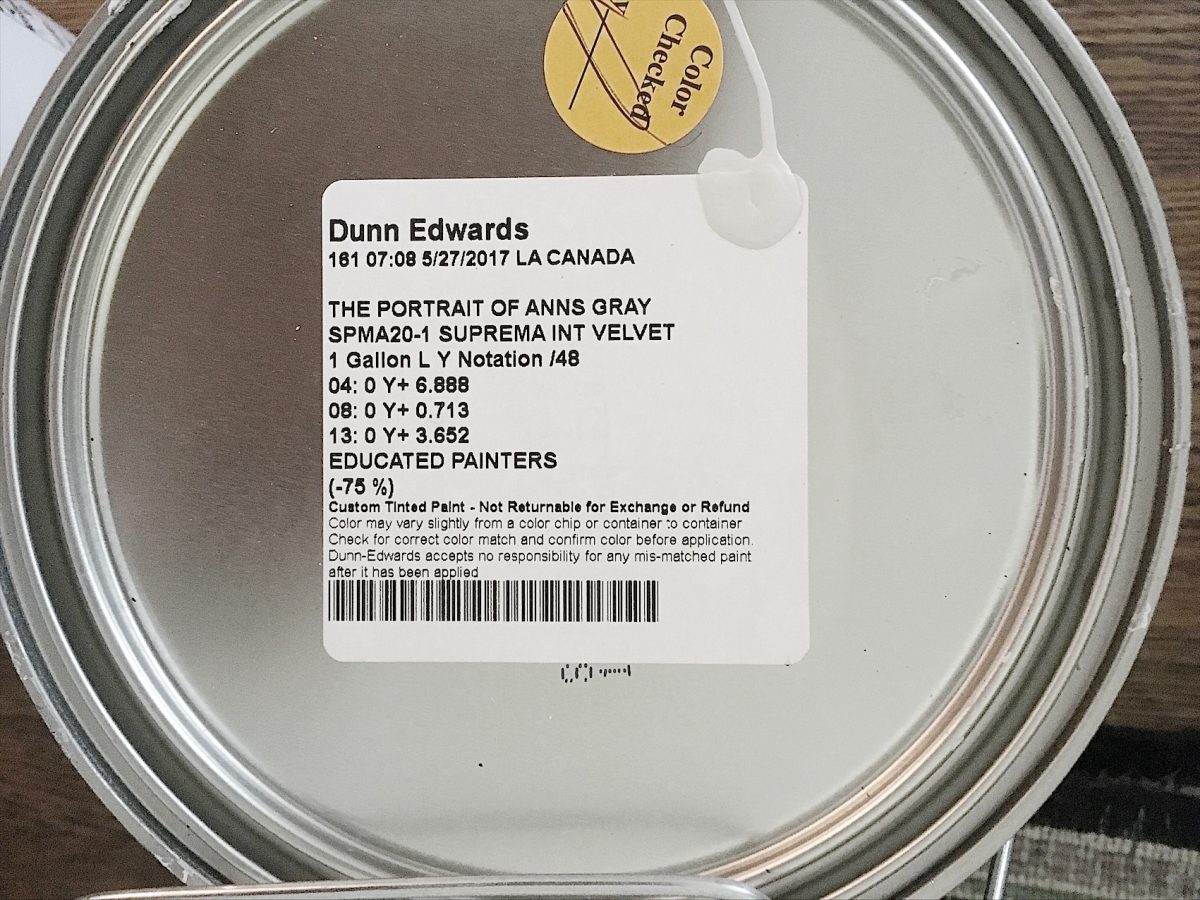 Color
Checked
Dunn Edwards
161 07:08 5/27/2017 LA CANADA
THE PORTRAIT OF ANNS GRAY
SPMA20-1 SUPREMA INT VELVET
1 Gallon L Y Notation /48
04: 0 Y+ 6.888
08: 0 Y+ 0.713
13: 0 Y+ 3.652
EDUCATED PAINTERS
(-75 %)
Custom Tinted Paint - Not Returnable for Exchange or Refund
Color may vary slightly from a color chip or container to container
Check for correct color match and confirm color before application.
Dunn-Edwards accepts no responsibility for any mis-matched paint
after it has been applied